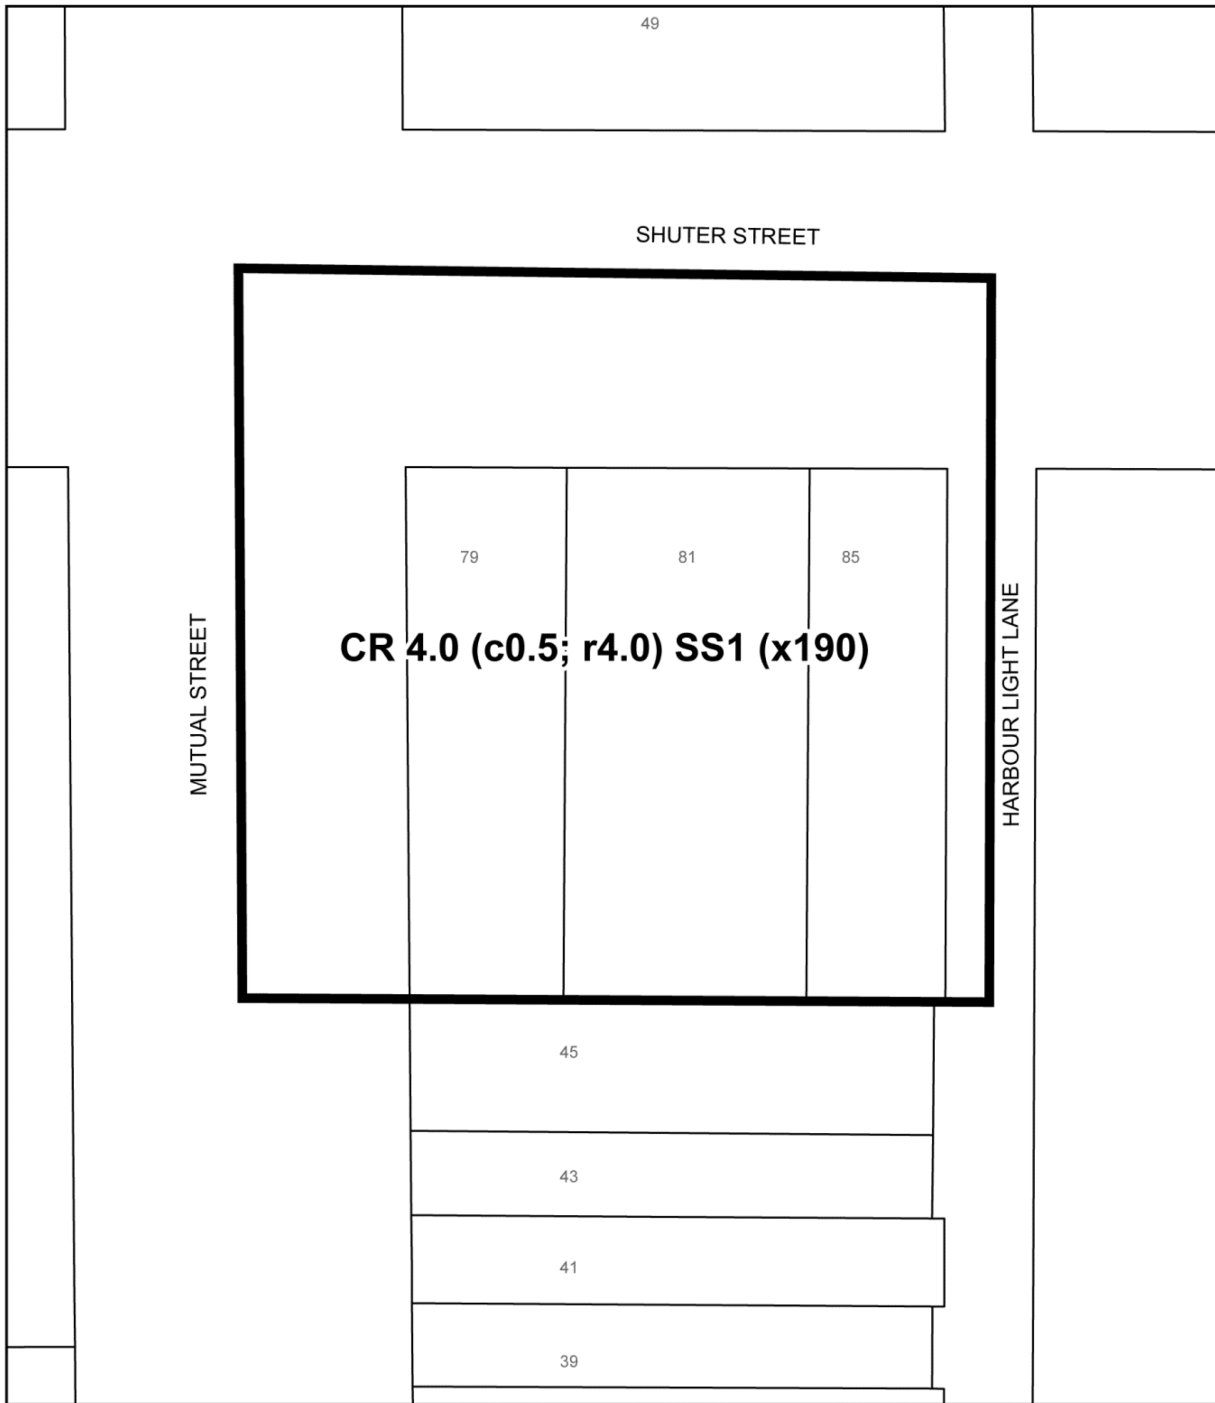 49
SHUTER STREET
79
81
85
MUTUAL STREET
CR 4.0 (c0.5; r4.0) SS1 (x190)
HARBOUR LIGHT LANE
45
43
41
39